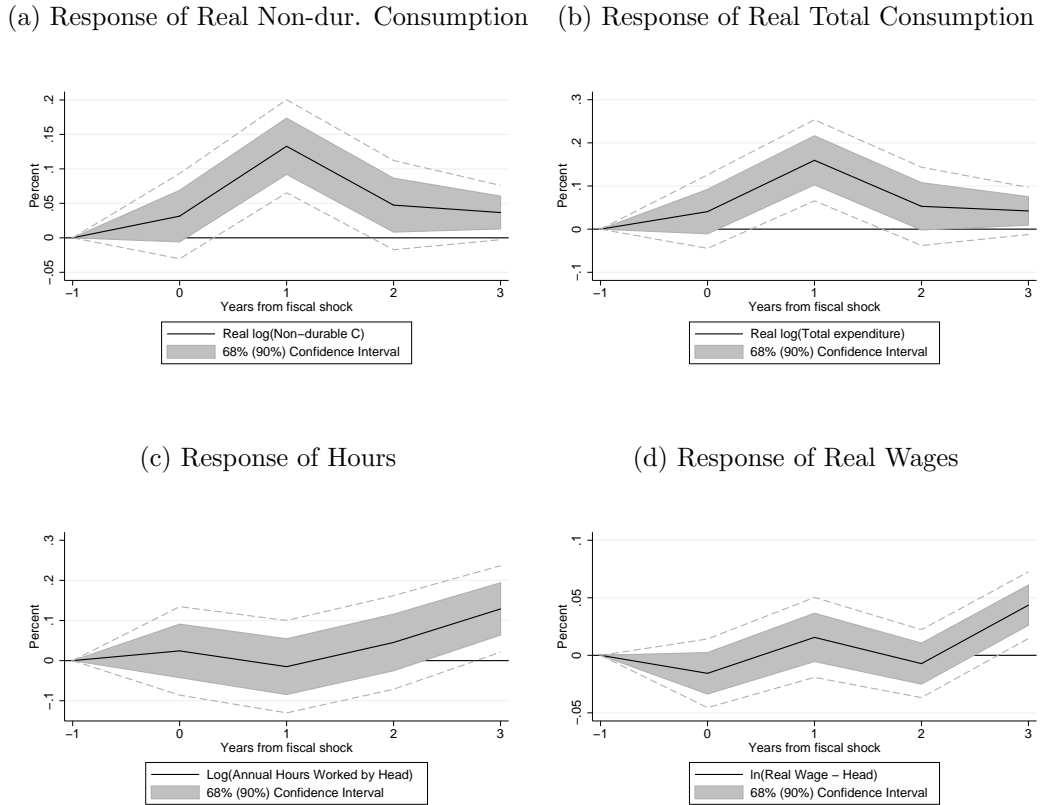 (a) Response of Real Non-dur. Consumption
(b) Response of Real Total Consumption
Percent
.2
.15
.1
.05
0
−.05
−1 0 1 2 3
Years from fiscal shock
Real log(Non−durable C)
68% (90%) Confidence Interval
Percent
.3
.2
.1
0
−.1
−1 0 1 2 3
Years from fiscal shock
Real log(Total expenditure)
68% (90%) Confidence Interval
(c) Response of Hours
(d) Response of Real Wages
Percent
.3
.2
.1
0
−.1
−1 0 1 2 3
Years from fiscal shock
Log(Annual Hours Worked by Head)
68% (90%) Confidence Interval
Percent
.1
.05
0
−.05
−1 0 1 2 3
Years from fiscal shock
ln(Real Wage − Head)
68% (90%) Confidence Interval